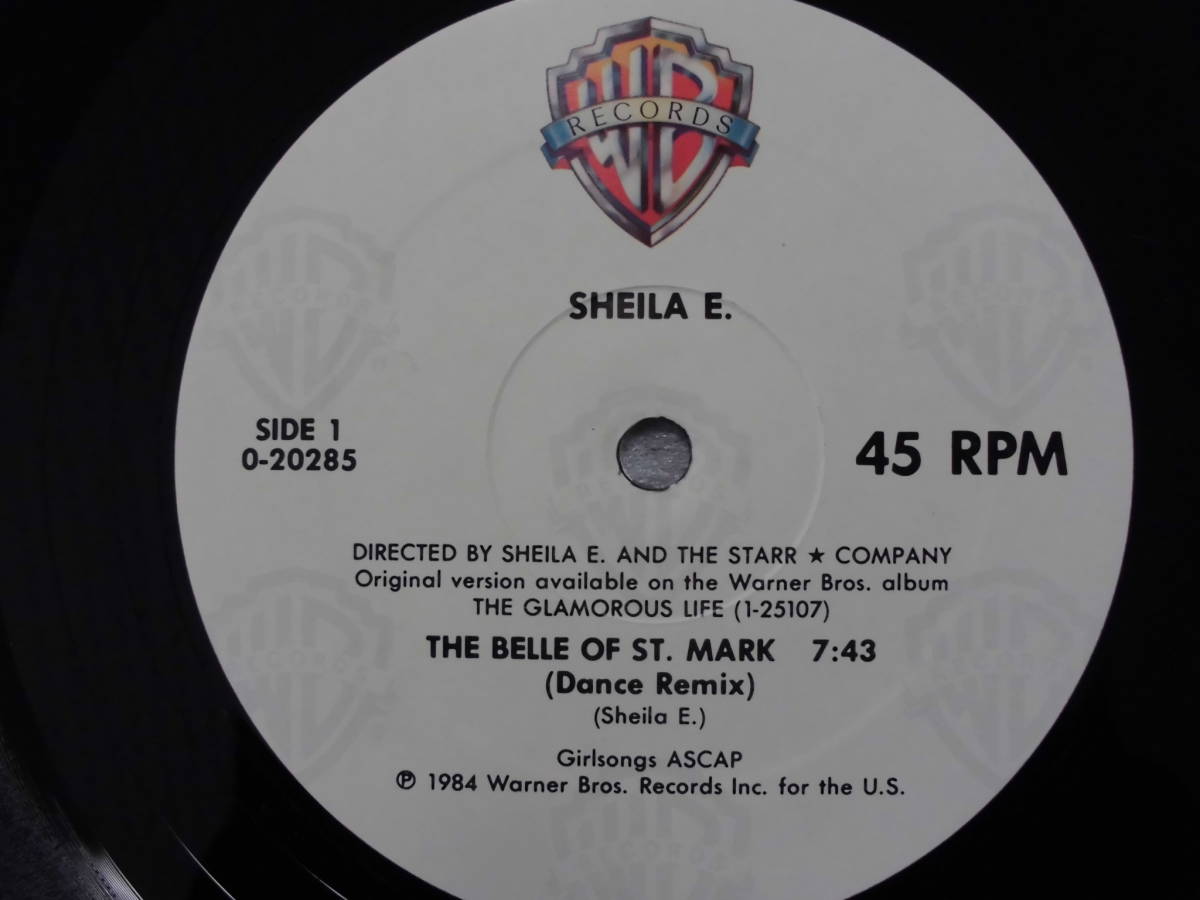 WB
RECORDS
SHEILA E.
SIDE 1
0-20285
45 RPM
DIRECTED BY SHEILA E. AND THE STARR ★ COMPANY
Original version available on the Warner Bros. album
THE GLAMOROUS LIFE (1-25107)
THE BELLE OF ST. MARK 7:43
(Dance Remix)
(Sheila E.)
Girlsongs ASCAP
℗ 1984 Warner Bros. Records Inc. for the U.S.